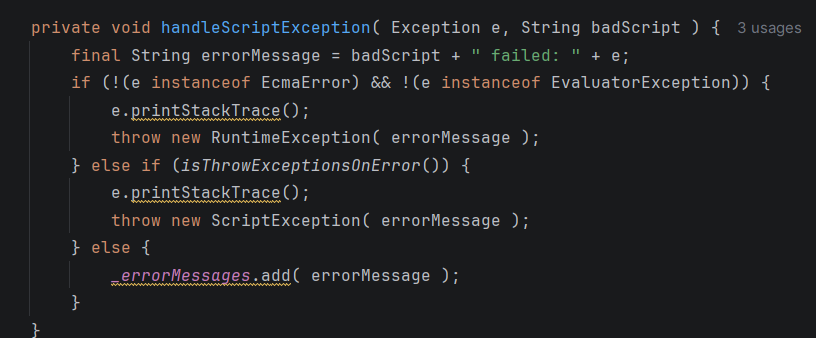 private void handleScriptException( Exception e, String badScript ) { 3 usages
    final String errorMessage = badScript + " failed: " + e;
    if (!(e instanceof EcmaError) && !(e instanceof EvaluatorException)) {
        e.printStackTrace();
        throw new RuntimeException( errorMessage );
    } else if (isThrowExceptionsOnError()) {
        e.printStackTrace();
        throw new ScriptException( errorMessage );
    } else {
        _errorMessages.add( errorMessage );
    }
}